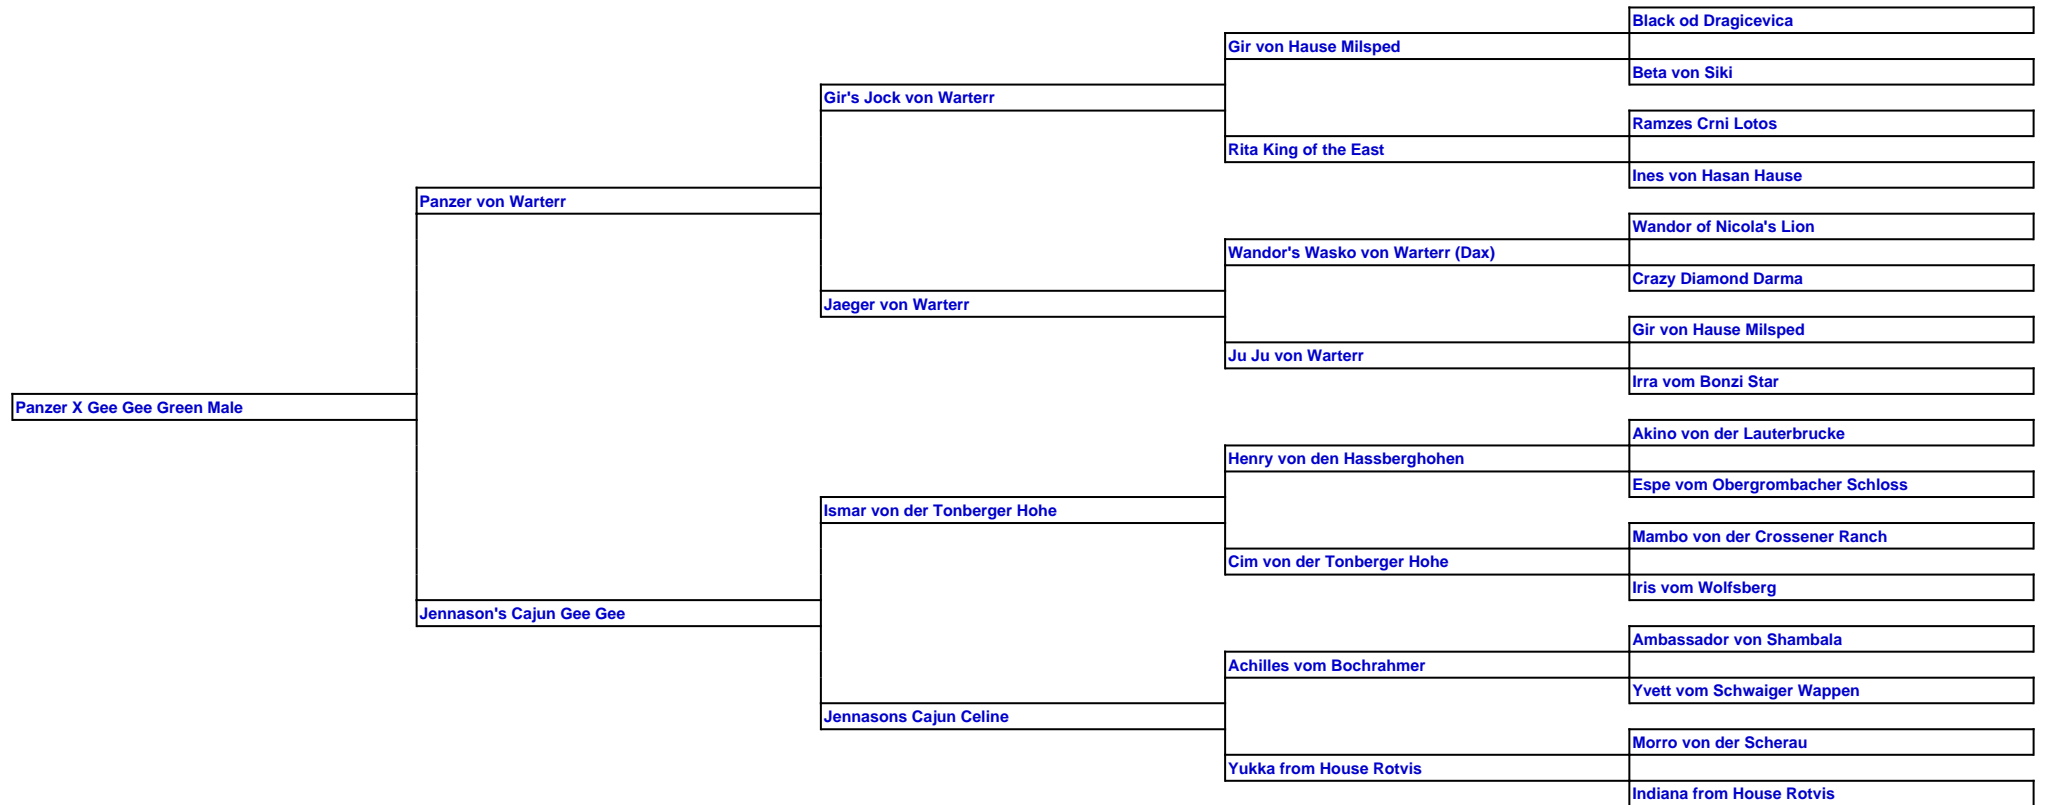 Black od Dragicevica
Gir von Hause Milsped
Beta von Siki
Gir's Jock von Warterr
Ramzes Crni Lotos
Rita King of the East
Ines von Hasan Hause
Panzer von Warterr
Wandor of Nicola's Lion
Wandor's Wasko von Warterr (Dax)
Crazy Diamond Darma
Jaeger von Warterr
Gir von Hause Milsped
Ju Ju von Warterr
Irra vom Bonzi Star
Panzer X Gee Gee Green Male
Akino von der Lauterbrucke
Henry von den Hassberghohen
Espe vom Obergrombacher Schloss
Ismar von der Tonberger Hohe
Mambo von der Crossener Ranch
Cim von der Tonberger Hohe
Iris vom Wolfsberg
Jennason's Cajun Gee Gee
Ambassador von Shambala
Achilles vom Bochrahmer
Yvett vom Schwaiger Wappen
Jennasons Cajun Celine
Morro von der Scherau
Yukka from House Rotvis
Indiana from House Rotvis